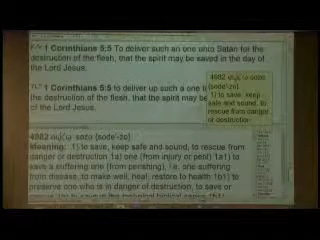 KJV 1 Corinthians 5:5 To deliver such an one unto Satan for the
destruction of the flesh, that the spirit may be saved in the day of
the Lord Jesus.
YLT 1 Corinthians 5:5 to deliver up such a one t
the destruction of the flesh, that the spirit may be
of the Lord Jesus.
4982 σῴζω sozo
{sode'-zo}
1) to save, keep
safe and sound, to
rescue from danger
or destruction
4982 σῴζω sozo {sode'-zo}
Meaning: 1) to save, keep safe and sound, to rescue from
danger or destruction 1a) one (from injury or peril) 1a1) to
save a suffering one (from perishing), i.e. one suffering
from disease, to make well, heal, restore to health 1b1) to
preserve one who is in danger of destruction, to save or